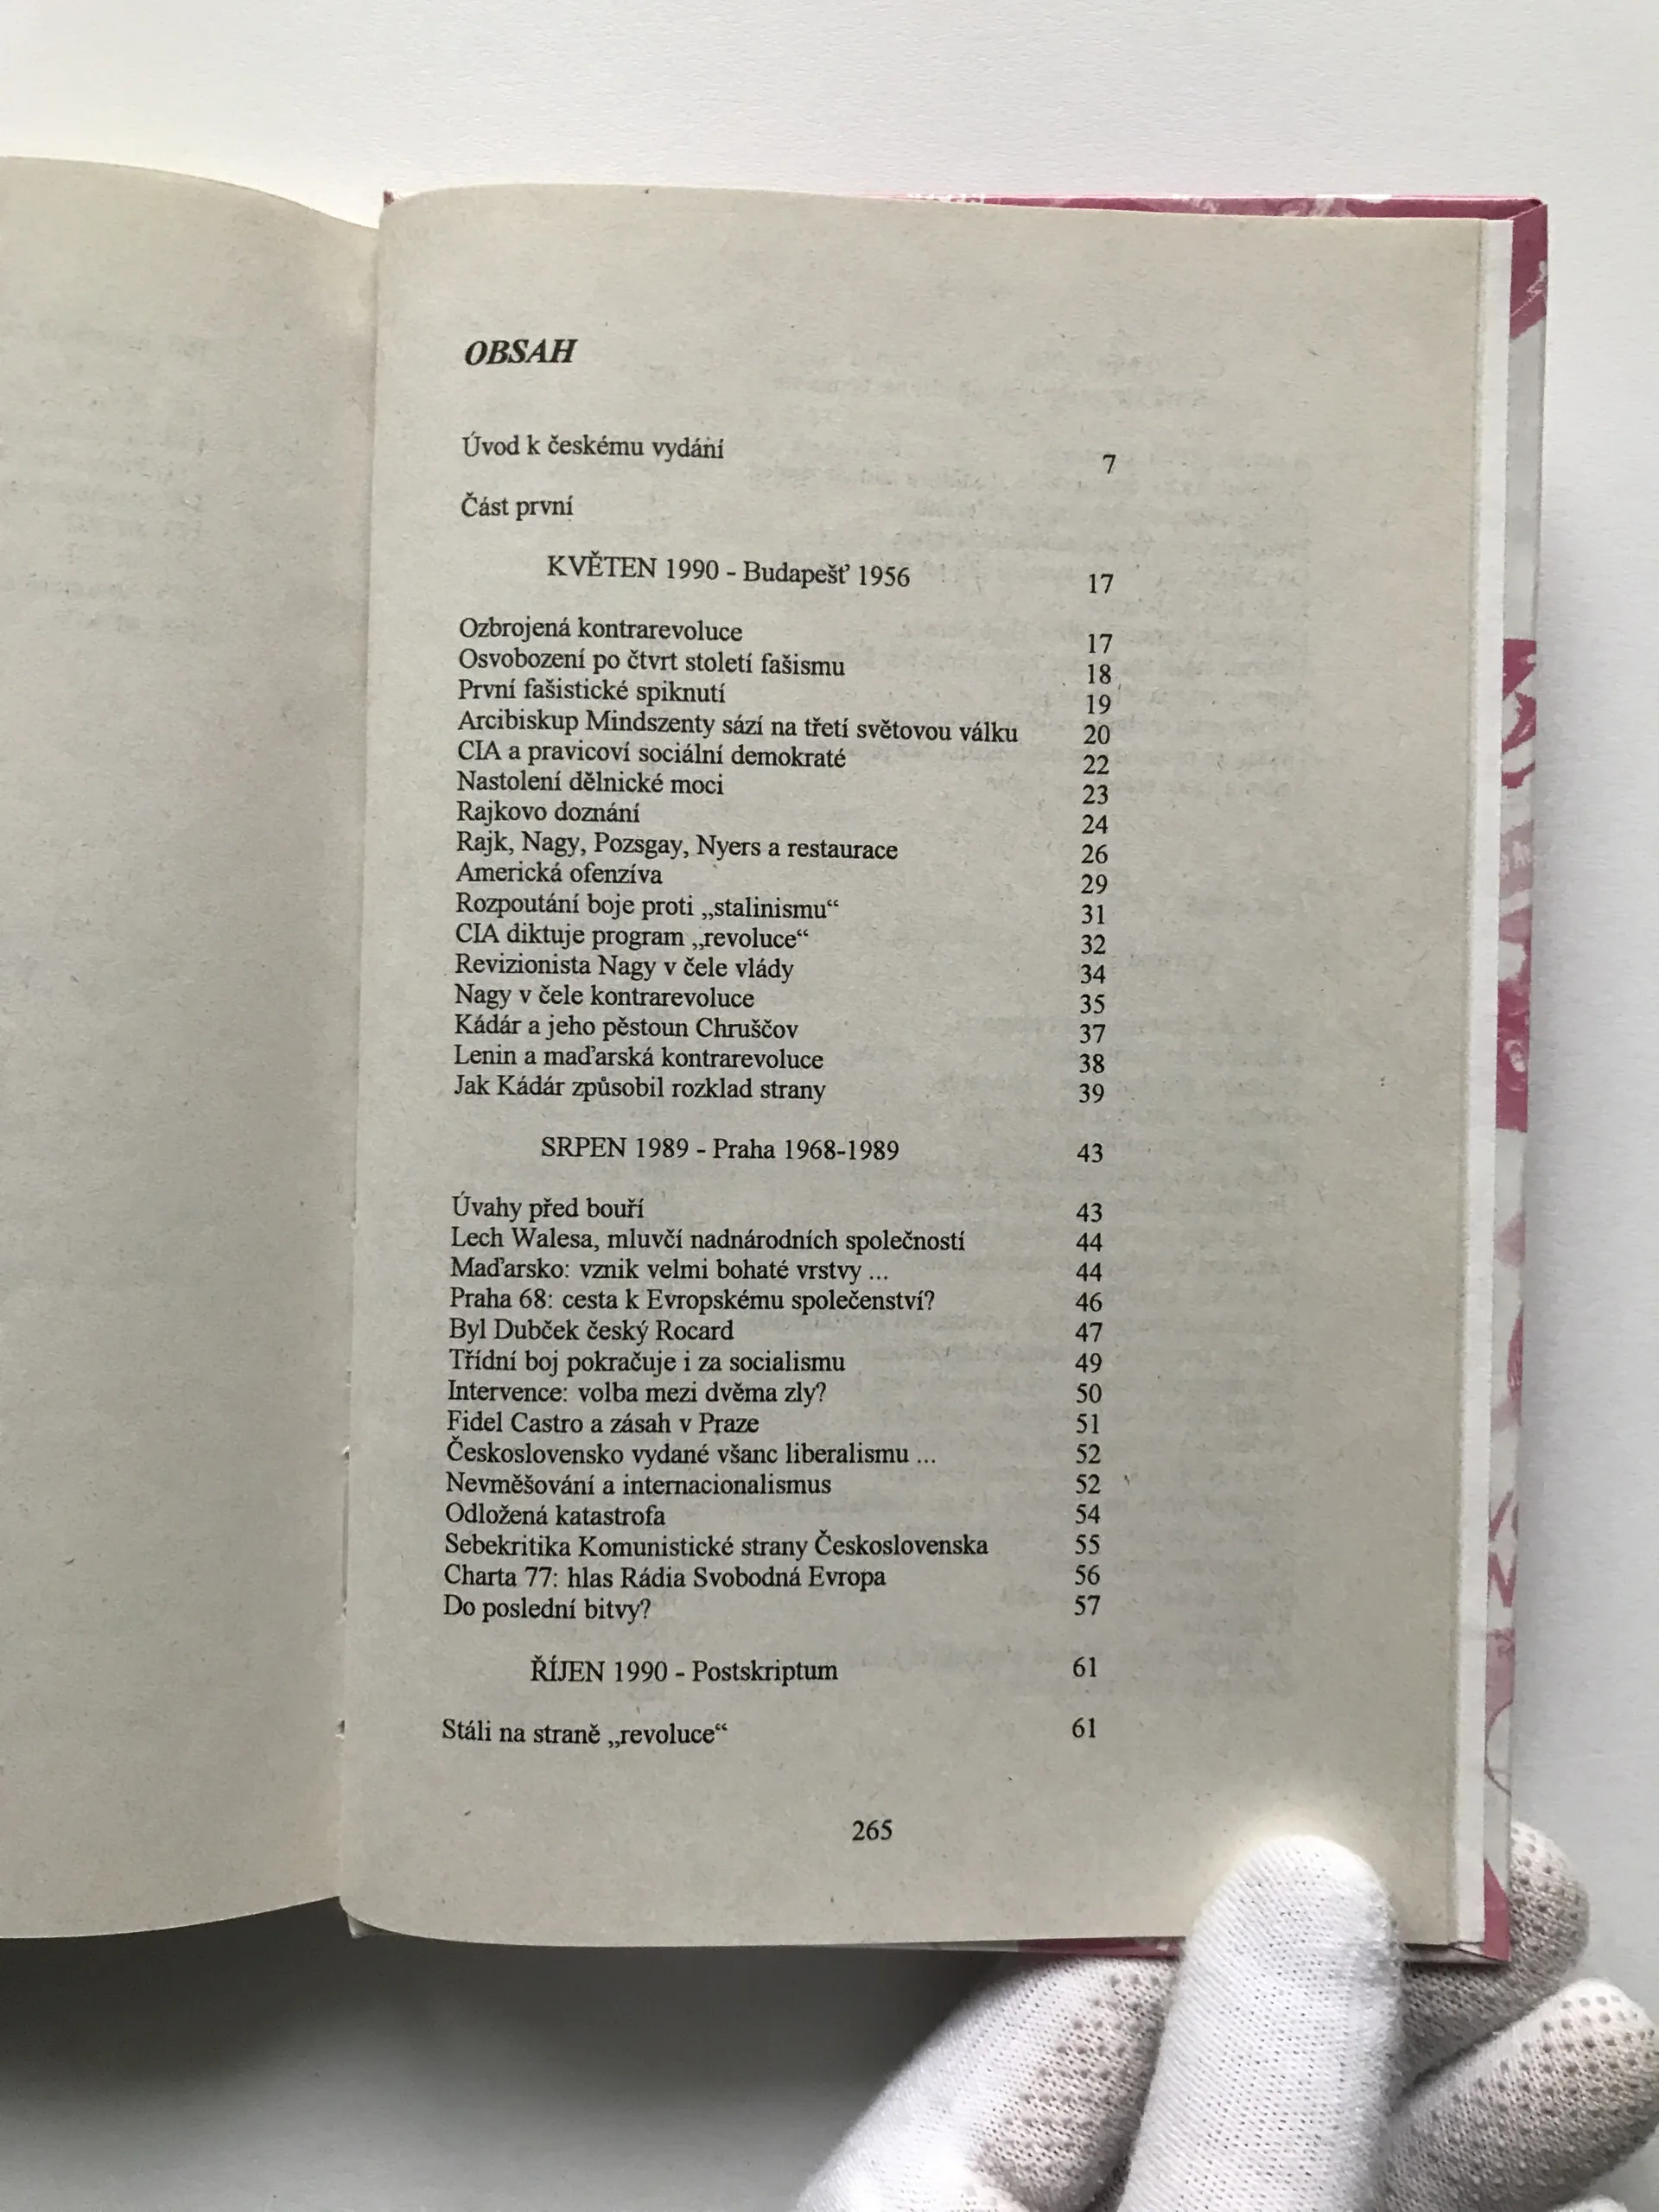 OBSAH
Úvod k českému vydání 7
Část první
KVĚTEN 1990 - Budapešť 1956 17
Ozbrojená kontrarevoluce 17
Osvobození po čtvrt století fašismu 18
První fašistické spiknutí 19
Arcibiskup Mindszenty sází na třetí světovou válku 20
CIA a pravicoví sociální demokraté 22
Nastolení dělnické moci 23
Rajkovo doznání 24
Rajk, Nagy, Pozsgay, Nyers a restaurace 26
Americká ofenzíva 29
Rozpoutání boje proti „stalinismu“ 31
CIA diktuje program „revoluce“ 32
Revizionista Nagy v čele vlády 34
Nagy v čele kontrarevoluce 35
Kádár a jeho pěstoun Chruščov 37
Lenin a maďarská kontrarevoluce 38
Jak Kádár způsobil rozklad strany 39
SRPEN 1989 - Praha 1968-1989 43
Úvahy před bouří 43
Lech Walesa, mluvčí nadnárodních společností 44
Maďarsko: vznik velmi bohaté vrstvy ... 44
Praha 68: cesta k Evropskému společenství? 46
Byl Dubček český Rocard 47
Třídní boj pokračuje i za socialismu 49
Intervence: volba mezi dvěma zly? 50
Fidel Castro a zásah v Praze 51
Československo vydané všanc liberalismu ... 52
Nevměšování a internacionalismus 52
Odložená katastrofa 54
Sebekritika Komunistické strany Československa 55
Charta 77: hlas Rádia Svobodná Evropa 56
Do poslední bitvy? 57
ŘÍJEN 1990 - Postskriptum 61
Stáli na straně „revoluce“ 61
265